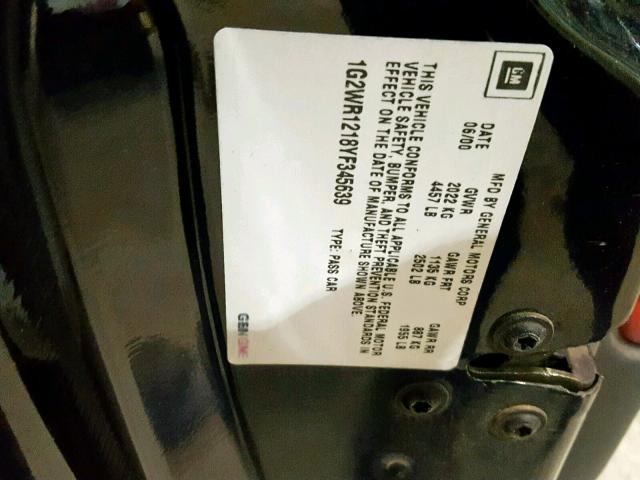 GM
MFD BY GENERAL MOTORS CORP
DATE GVWR GAWR FRT GAWR RR
06/00 2022 KG 1135 KG 887 KG
4457 LB 2502 LB 1955 LB
THIS VEHICLE CONFORMS TO ALL APPLICABLE U.S. FEDERAL MOTOR
VEHICLE SAFETY, BUMPER, AND THEFT PREVENTION STANDARDS IN
EFFECT ON THE DATE OF MANUFACTURE SHOWN ABOVE.
1G2WR1218YF345639 TYPE: PASS CAR